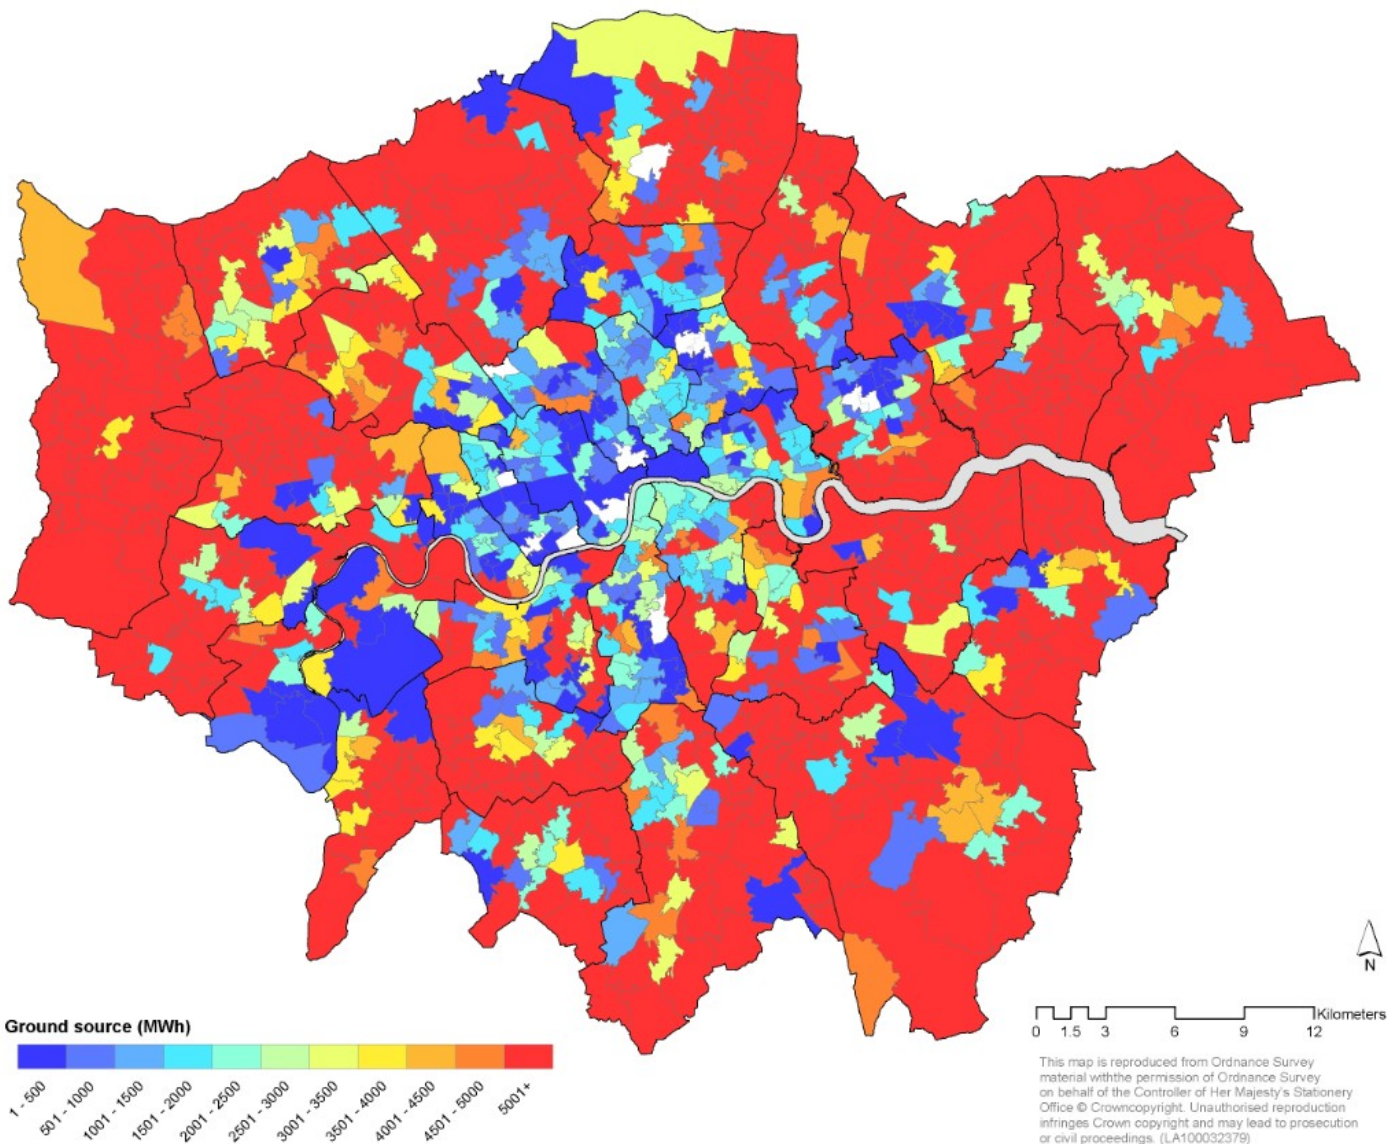 N
Kilometers
0 1.5 3 6 9 12
Ground source (MWh)
1 - 500
501 - 1000
1001 - 1500
1501 - 2000
2001 - 2500
2501 - 3000
3001 - 3500
3501 - 4000
4001 - 4500
4501 - 5000
5001+
This map is reproduced from Ordnance Survey
material withthe permission of Ordnance Survey
on behalf of the Controller of Her Majesty's Stationery
Office © Crowncopyright. Unauthorised reproduction
infringes Crown copyright and may lead to prosecution
or civil proceedings. (LA100032379)